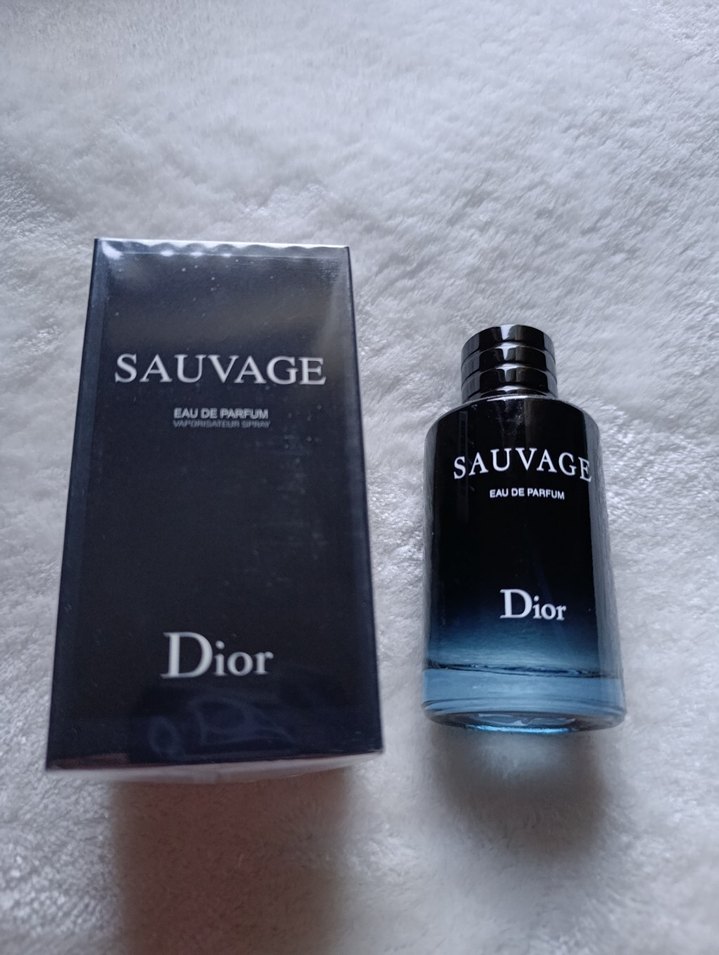 SAUVAGE
EAU DE PARFUM
VAPORISATEUR SPRAY
Dior
SAUVAGE
EAU DE PARFUM
Dior